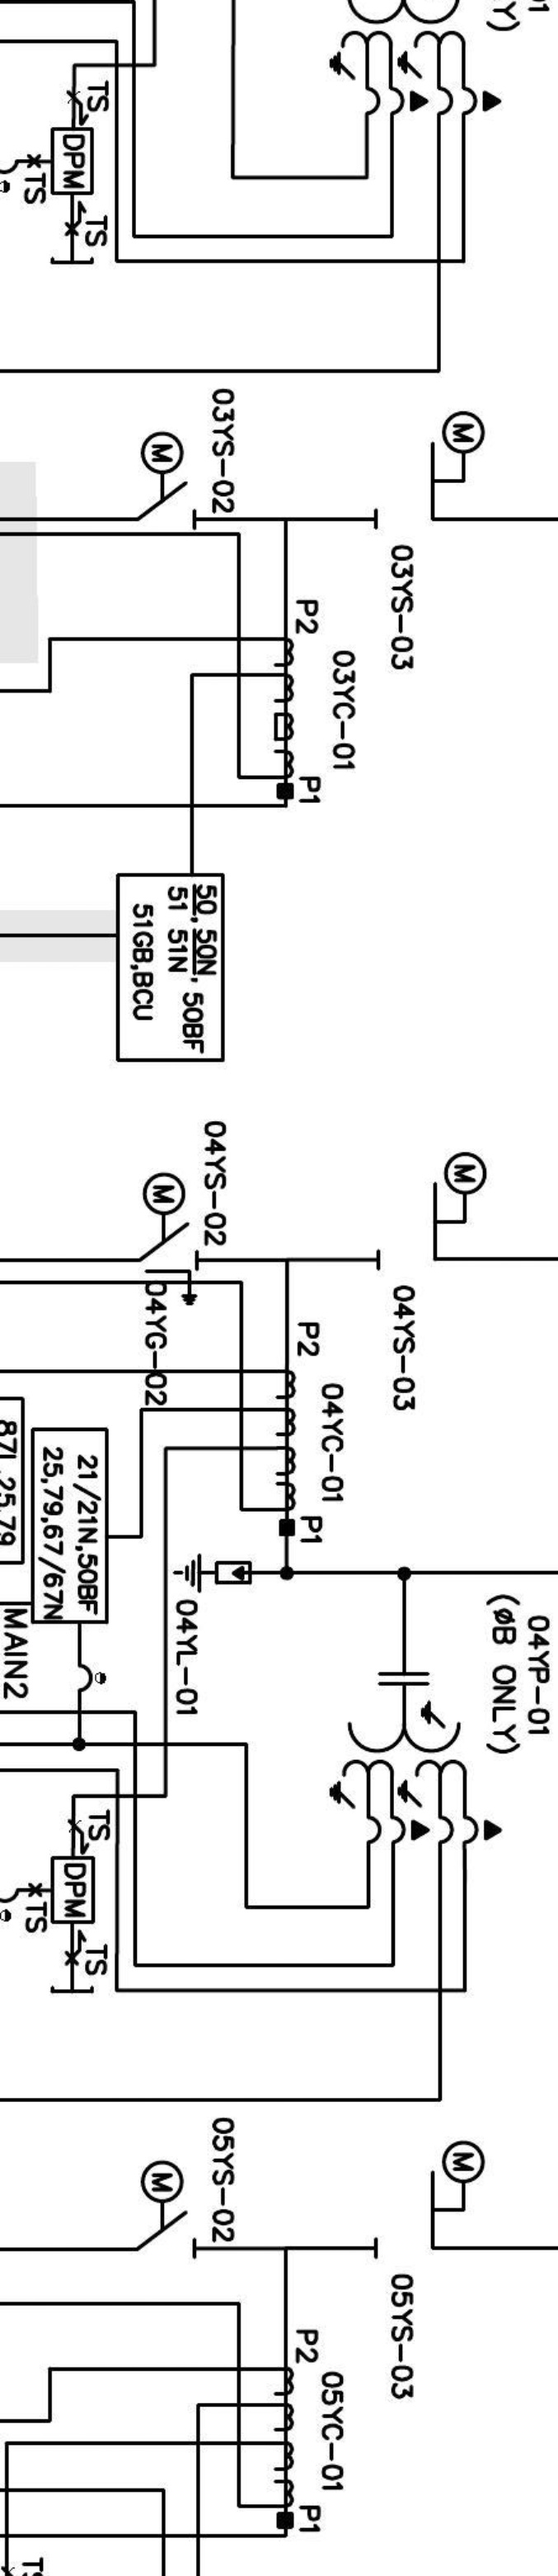 01
Y)
TS
DPM
TS
TS
M
03YS-02
M
03YS-03
P2
03YC-01
P1
50, 50N, 50BF
51 51N
51GB,BCU
M
04YS-02
M
04YS-03
04YG-02
P2
04YC-01
P1
21/21N,50BF
25,79,67/67N
87L,25,79
MAIN2
04YL-01
04YP-01
(øB ONLY)
TS
DPM
TS
TS
M
05YS-02
M
05YS-03
P2
05YC-01
P1
TS